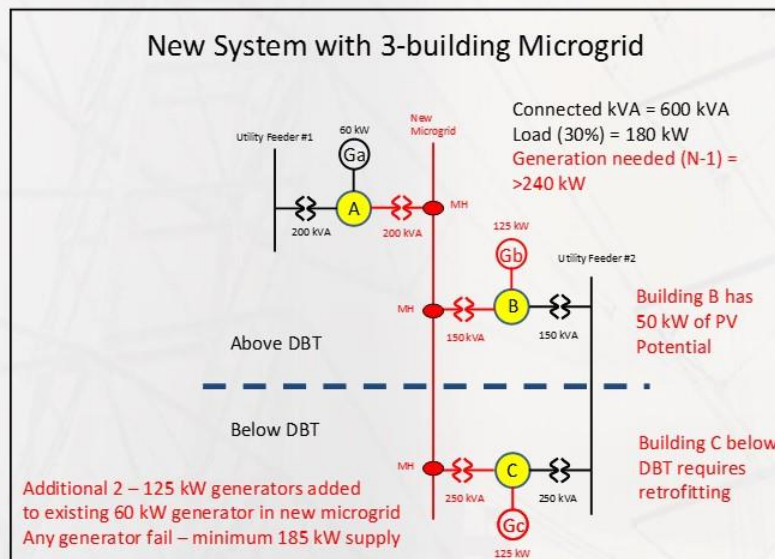 New System with 3-building Microgrid
Connected kVA = 600 kVA
Load (30%) = 180 kW
Generation needed (N-1) =
>240 kW
New
Microgrid
Utility Feeder #1
60 kW
Ga
A
MH
200 kVA
200 kVA
125 kW
Gb
Utility Feeder #2
MH
B
150 kVA
150 kVA
Building B has
50 kW of PV
Potential
Above DBT
Below DBT
MH
C
250 kVA
250 kVA
Gc
125 kW
Building C below
DBT requires
retrofitting
Additional 2 – 125 kW generators added
to existing 60 kW generator in new microgrid
Any generator fail – minimum 185 kW supply